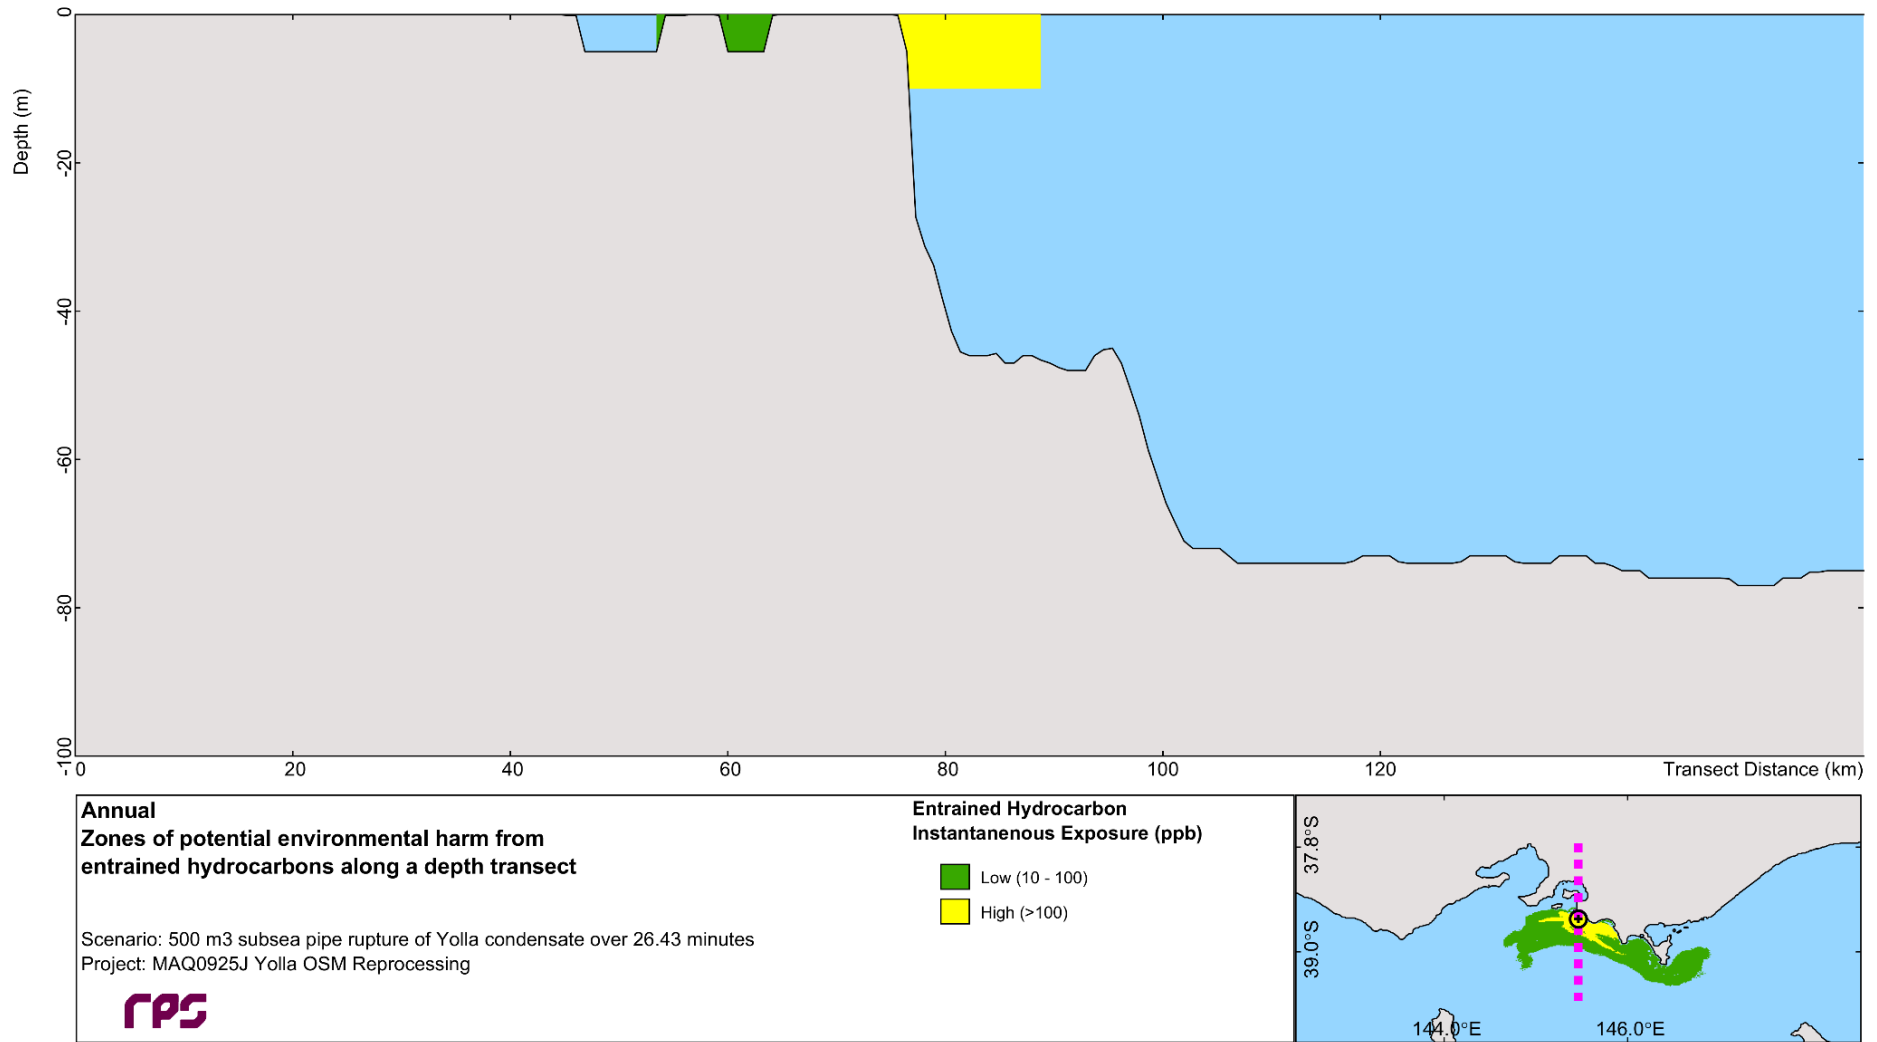 0
-20
-40
-60
-80
-100
Depth (m)
0
20
40
60
80
100
120
Transect Distance (km)
Annual
Zones of potential environmental harm from
entrained hydrocarbons along a depth transect
Scenario: 500 m3 subsea pipe rupture of Yolla condensate over 26.43 minutes
Project: MAQ0925J Yolla OSM Reprocessing
rps
Entrained Hydrocarbon
Instantanenous Exposure (ppb)
Low (10 - 100)
High (>100)
37.8°S
39.0°S
144.0°E
146.0°E